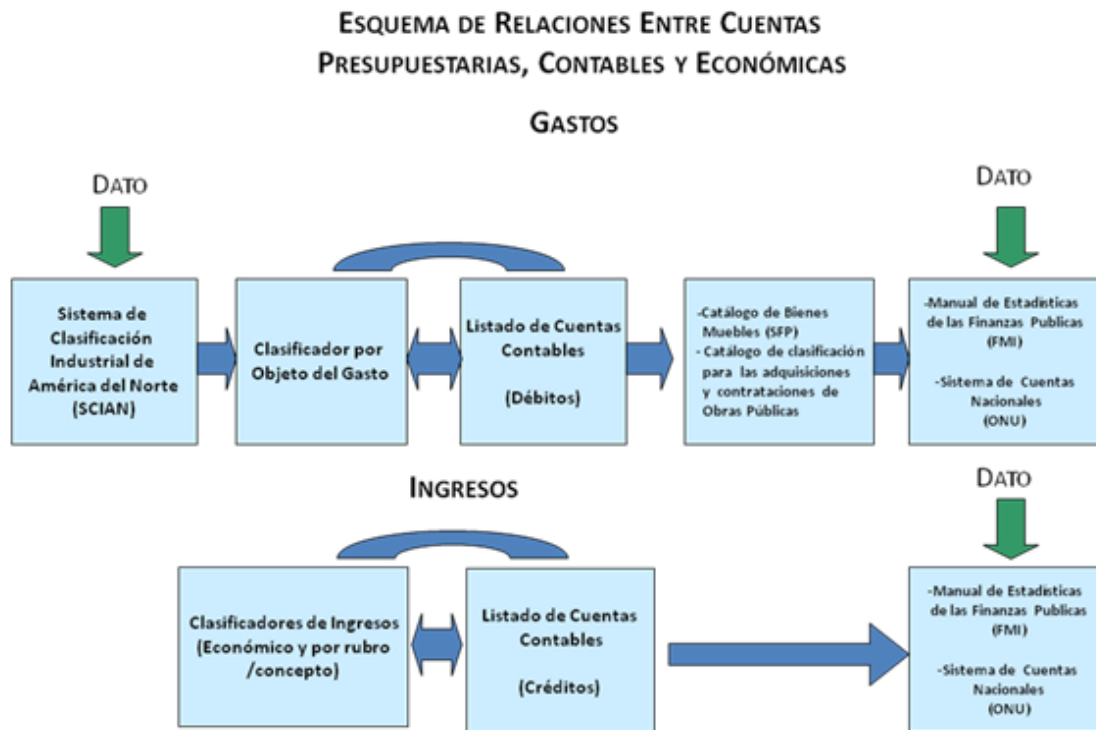 ESQUEMA DE RELACIONES ENTRE CUENTAS
PRESUPUESTARIAS, CONTABLES Y ECONÓMICAS
GASTOS
DATO
DATO
Sistema de
Clasificación
Industrial de
América del Norte
(SCIAN)
Clasificador por
Objeto del Gasto
Listado de Cuentas
Contables
(Débitos)
-Catálogo de Bienes
Muebles (SFP)
- Catálogo de clasificación
para las adquisiciones
y contrataciones de
Obras Públicas
-Manual de Estadísticas
de las Finanzas Publicas
(FMI)
-Sistema de Cuentas
Nacionales
(ONU)
INGRESOS
DATO
Clasificadores de Ingresos
(Económico y por rubro
/concepto)
Listado de Cuentas
Contables
(Créditos)
-Manual de Estadísticas
de las Finanzas Publicas
(FMI)
-Sistema de Cuentas
Nacionales
(ONU)